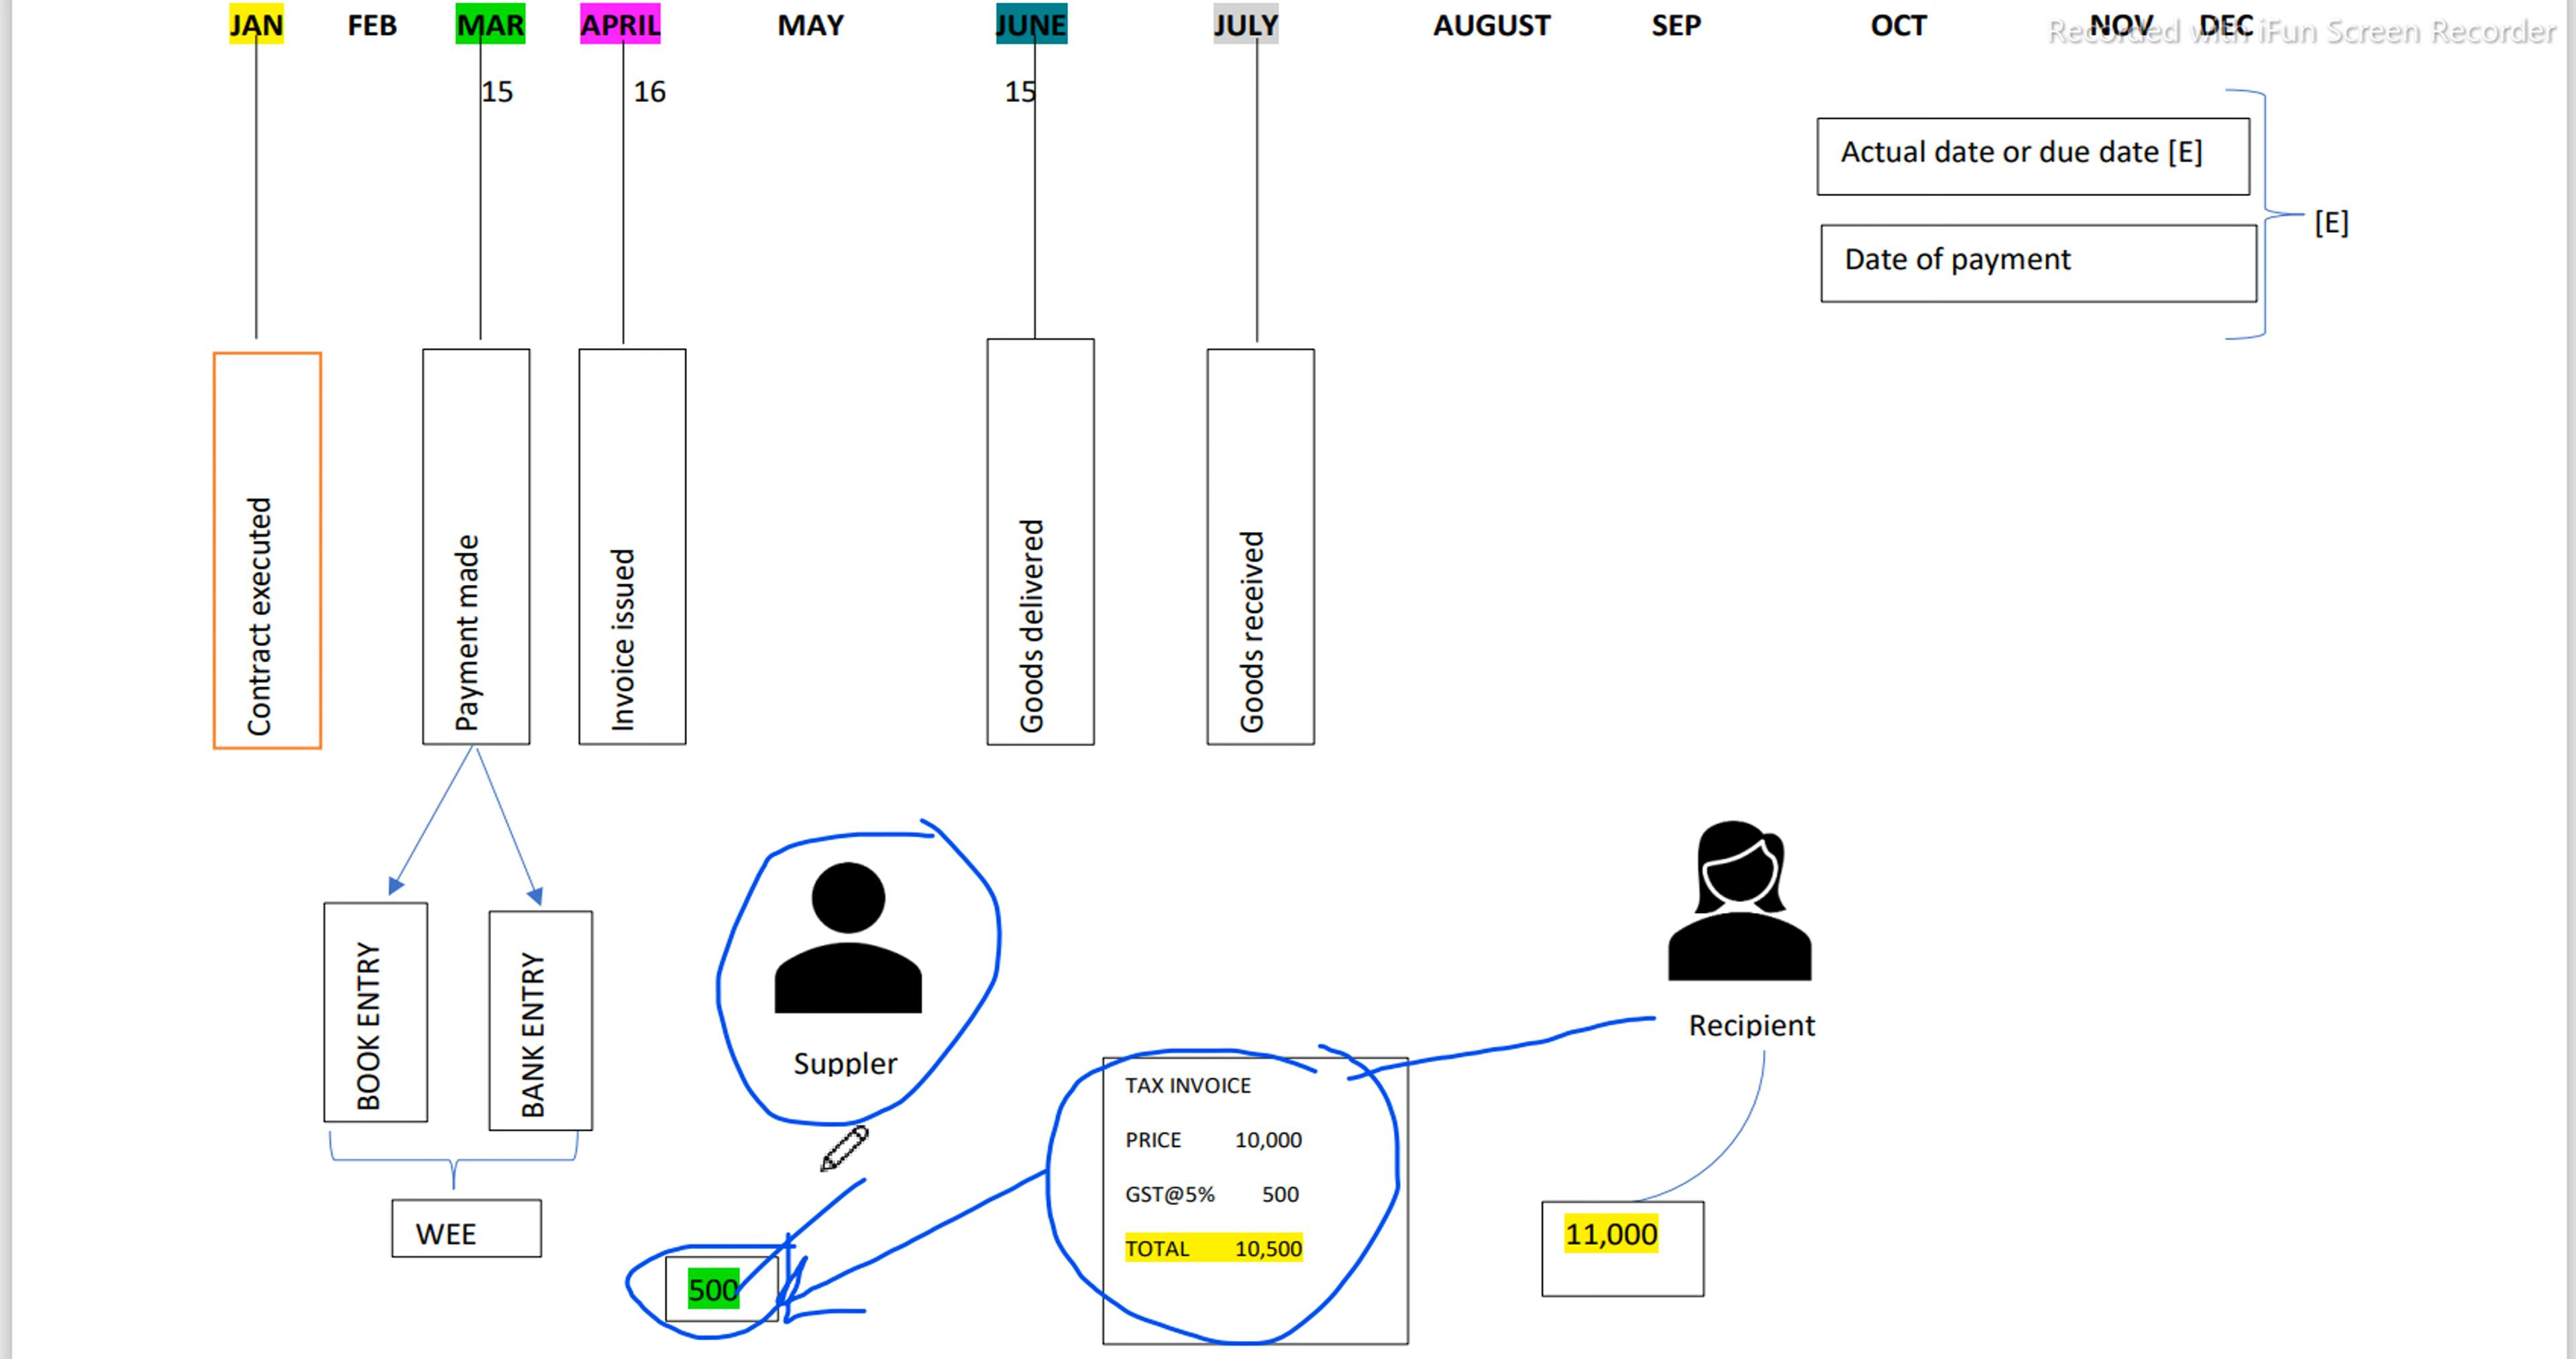 JAN FEB MAR APRIL MAY JUNE JULY AUGUST SEP OCT NOV DEC
Recorded with iFun Screen Recorder
15 16 15
Actual date or due date [E]
[E]
Date of payment
Contract executed
Payment made
Invoice issued
Goods delivered
Goods received
BOOK ENTRY
BANK ENTRY
WEE
Suppler
Recipient
TAX INVOICE
PRICE 10,000
GST@5% 500
TOTAL 10,500
11,000
500